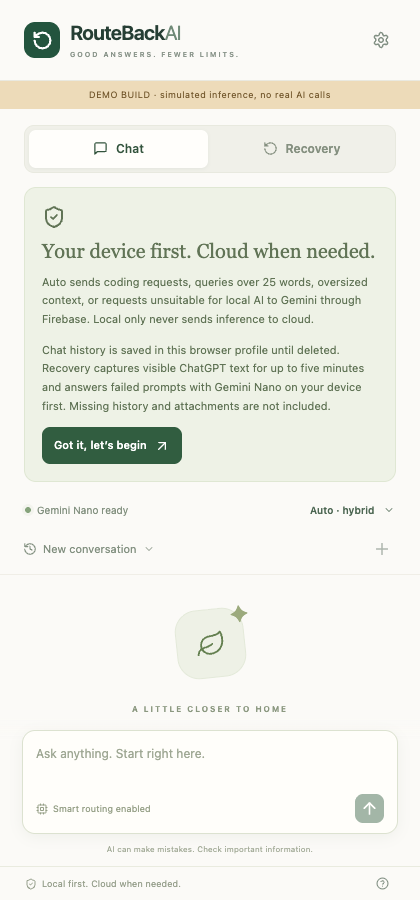 RouteBackAI
GOOD ANSWERS. FEWER LIMITS.
DEMO BUILD · simulated inference, no real AI calls
Chat
Recovery
Your device first. Cloud when needed.
Auto sends coding requests, queries over 25 words, oversized
context, or requests unsuitable for local AI to Gemini through
Firebase. Local only never sends inference to cloud.
Chat history is saved in this browser profile until deleted.
Recovery captures visible ChatGPT text for up to five minutes
and answers failed prompts with Gemini Nano on your device
first. Missing history and attachments are not included.
Got it, let's begin
Gemini Nano ready
Auto · hybrid
New conversation
A LITTLE CLOSER TO HOME
Ask anything. Start right here.
Smart routing enabled
AI can make mistakes. Check important information.
Local first. Cloud when needed.